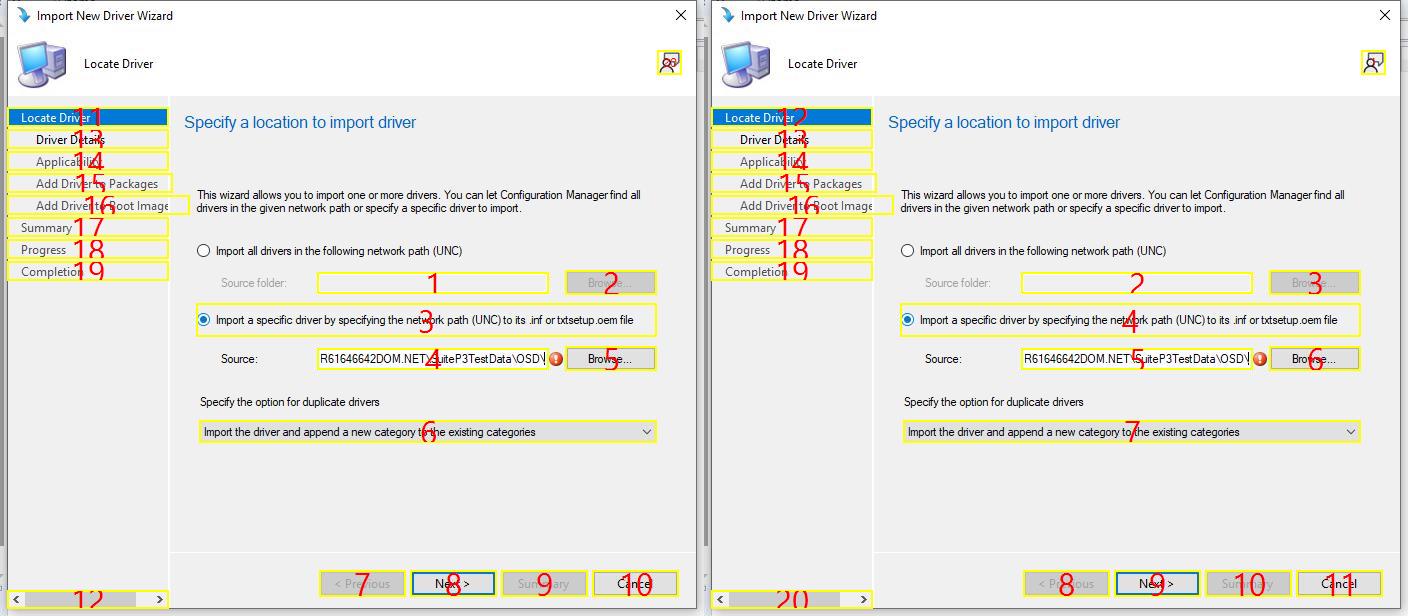 Import New Driver Wizard
Locate Driver
11
Locate Driver
13
Driver Details
14
Applicability
15
Add Driver to Packages
16
Add Driver to Boot Image
17
Summary
18
Progress
19
Completion
12
Specify a location to import driver
This wizard allows you to import one or more drivers. You can let Configuration Manager find all
drivers in the given network path or specify a specific driver to import.
Import all drivers in the following network path (UNC)
Source folder:
1
Browse...
2
Import a specific driver by specifying the network path (UNC) to its .inf or txtsetup.oem file
3
Source:
R61646642DOM.NET\SuiteP3TestData\OSD\
4
Browse...
5
Specify the option for duplicate drivers
Import the driver and append a new category to the existing categories
6
< Previous
7
Next >
8
Summary
9
Cancel
10
Import New Driver Wizard
Locate Driver
1
Locate Driver
12
Driver Details
13
Applicability
14
Add Driver to Packages
15
Add Driver to Boot Image
16
Summary
17
Progress
18
Completion
19
20
Specify a location to import driver
This wizard allows you to import one or more drivers. You can let Configuration Manager find all
drivers in the given network path or specify a specific driver to import.
Import all drivers in the following network path (UNC)
Source folder:
2
Browse...
3
Import a specific driver by specifying the network path (UNC) to its .inf or txtsetup.oem file
4
Source:
R61646642DOM.NET\SuiteP3TestData\OSD\
5
Browse...
6
Specify the option for duplicate drivers
Import the driver and append a new category to the existing categories
7
< Previous
8
Next >
9
Summary
10
Cancel
11